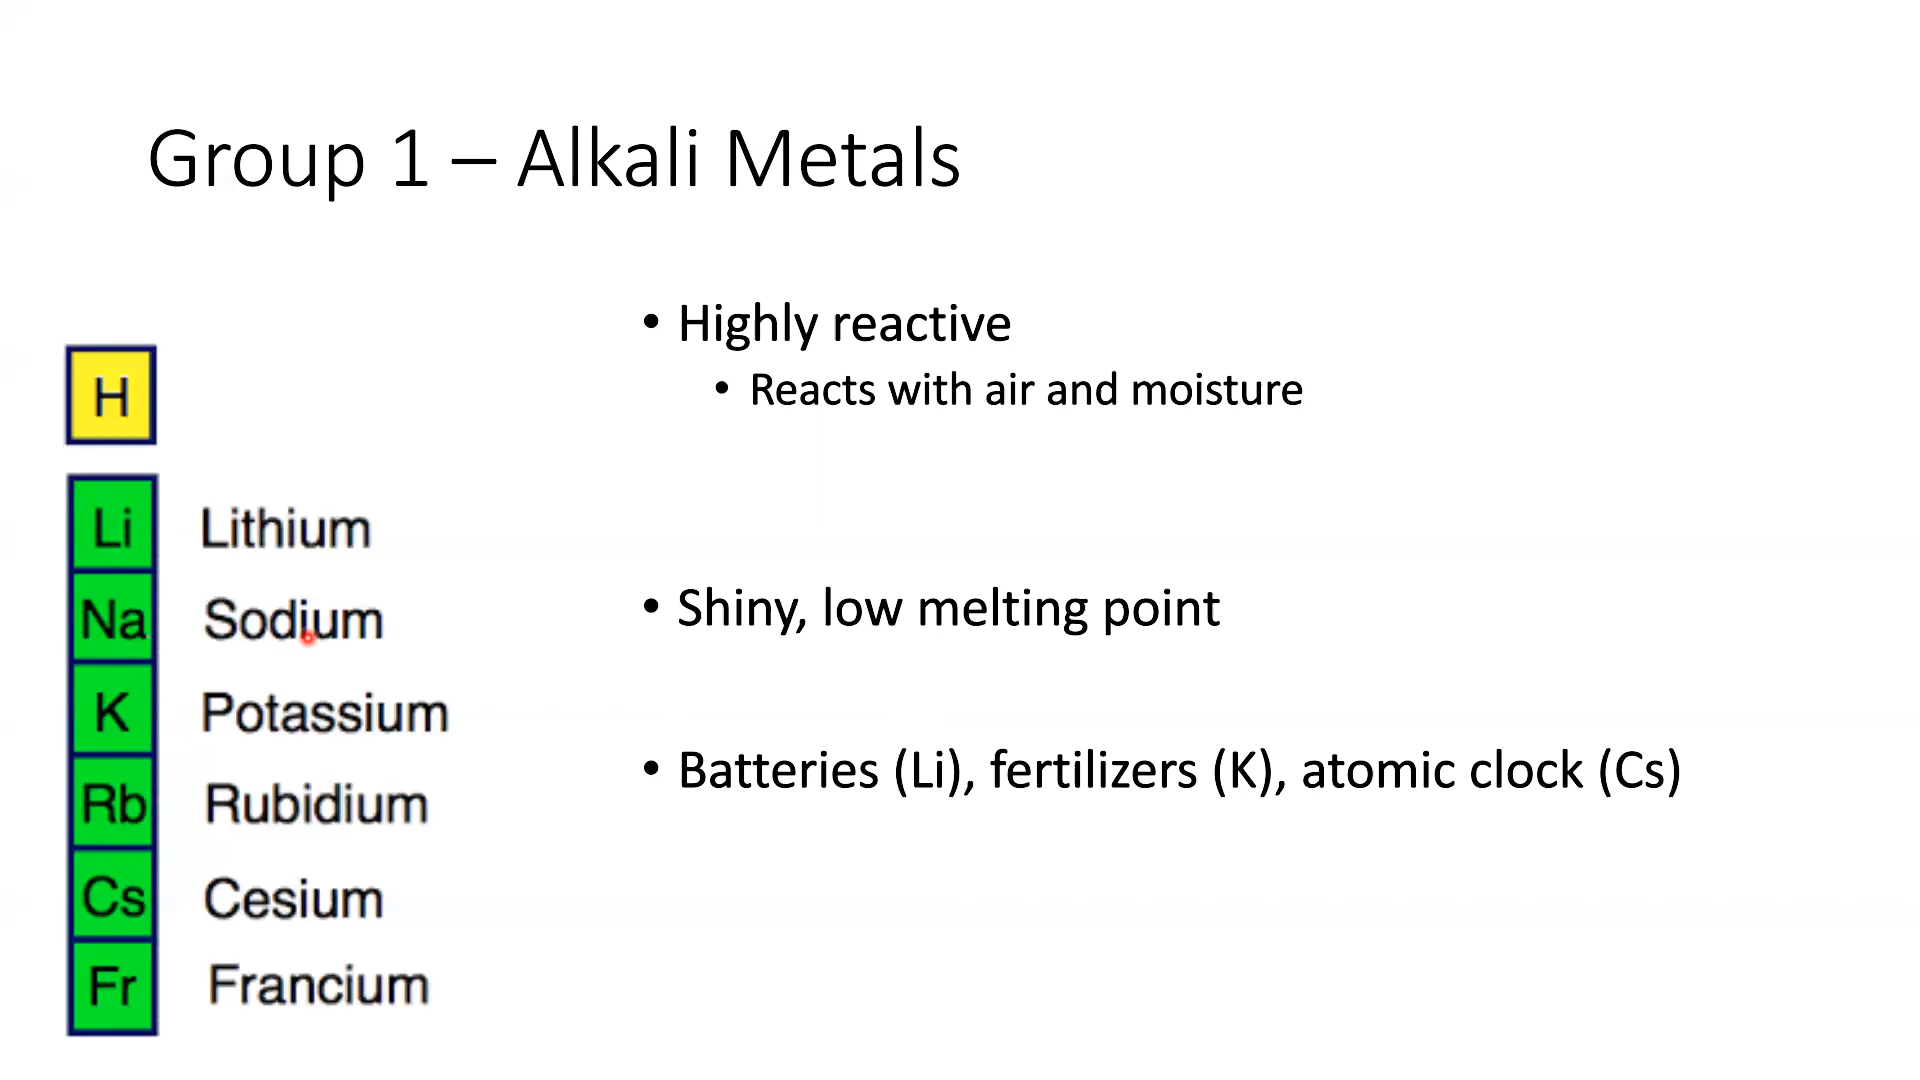 Group 1 – Alkali Metals
H
Li Lithium
Na Sodium
K Potassium
Rb Rubidium
Cs Cesium
Fr Francium
• Highly reactive
• Reacts with air and moisture
• Shiny, low melting point
• Batteries (Li), fertilizers (K), atomic clock (Cs)